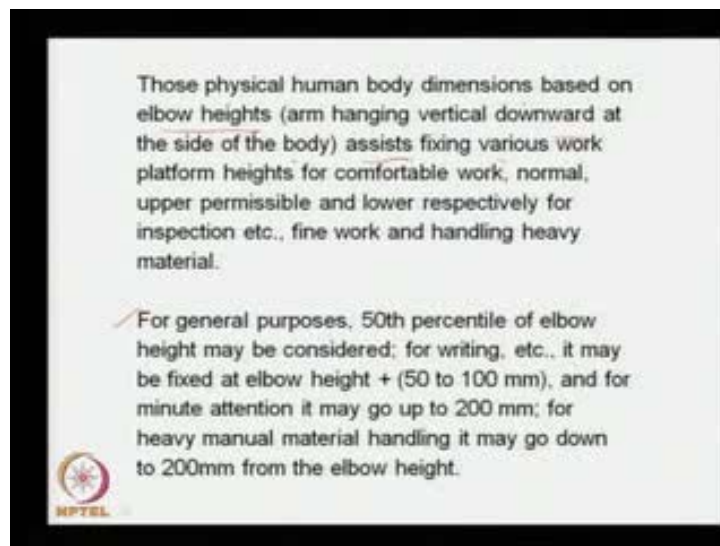 Those physical human body dimensions based on
elbow heights (arm hanging vertical downward at
the side of the body) assists fixing various work
platform heights for comfortable work, normal,
upper permissible and lower respectively for
inspection etc., fine work and handling heavy
material.
For general purposes, 50th percentile of elbow
height may be considered; for writing, etc., it may
be fixed at elbow height + (50 to 100 mm), and for
minute attention it may go up to 200 mm; for
heavy manual material handling it may go down
to 200mm from the elbow height.
NPTEL